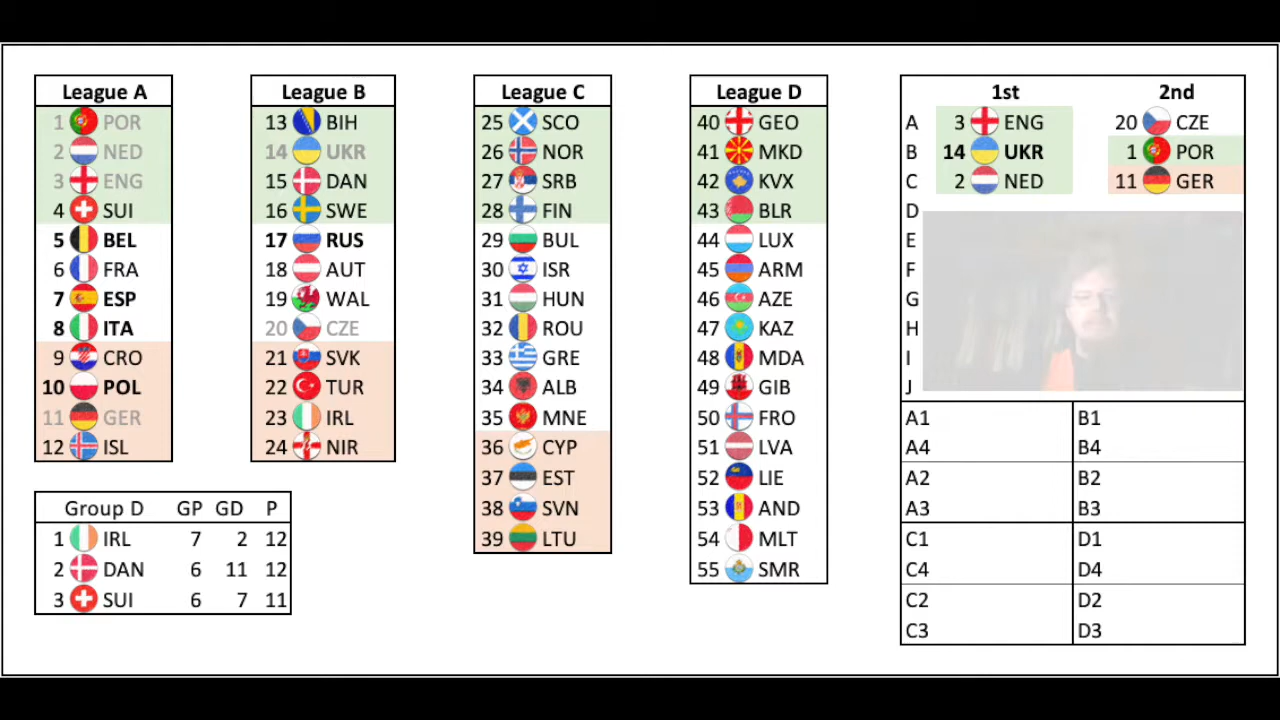 League A
1 POR
2 NED
3 ENG
4 SUI
5 BEL
6 FRA
7 ESP
8 ITA
9 CRO
10 POL
11 GER
12 ISL
League B
13 BIH
14 UKR
15 DAN
16 SWE
17 RUS
18 AUT
19 WAL
20 CZE
21 SVK
22 TUR
23 IRL
24 NIR
League C
25 SCO
26 NOR
27 SRB
28 FIN
29 BUL
30 ISR
31 HUN
32 ROU
33 GRE
34 ALB
35 MNE
36 CYP
37 EST
38 SVN
39 LTU
League D
40 GEO
41 MKD
42 KVX
43 BLR
44 LUX
45 ARM
46 AZE
47 KAZ
48 MDA
49 GIB
50 FRO
51 LVA
52 LIE
53 AND
54 MLT
55 SMR
1st 2nd
A 3 ENG 20 CZE
B 14 UKR 1 POR
C 2 NED 11 GER
D
E
F
G
H
I
J
A1 B1
A4 B4
A2 B2
A3 B3
C1 D1
C4 D4
C2 D2
C3 D3
Group D GP GD P
1 IRL 7 2 12
2 DAN 6 11 12
3 SUI 6 7 11